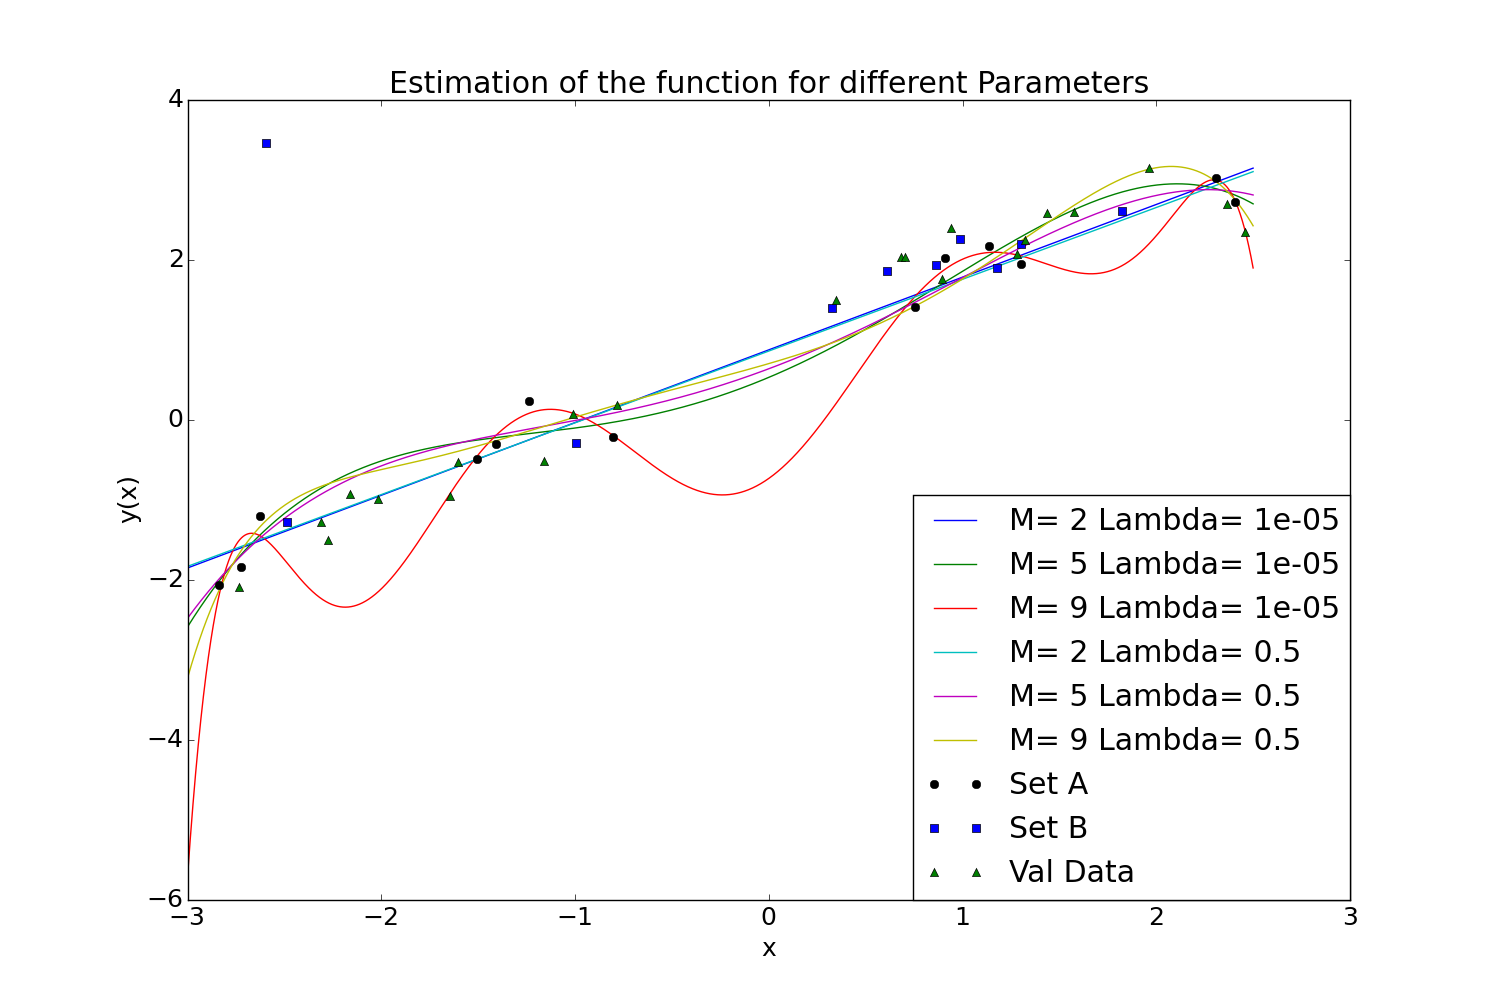 Estimation of the function for different Parameters
4
2
0
−2
−4
−6
y(x)
−3 −2 −1 0 1 2 3
x
M= 2 Lambda= 1e-05
M= 5 Lambda= 1e-05
M= 9 Lambda= 1e-05
M= 2 Lambda= 0.5
M= 5 Lambda= 0.5
M= 9 Lambda= 0.5
Set A
Set B
Val Data